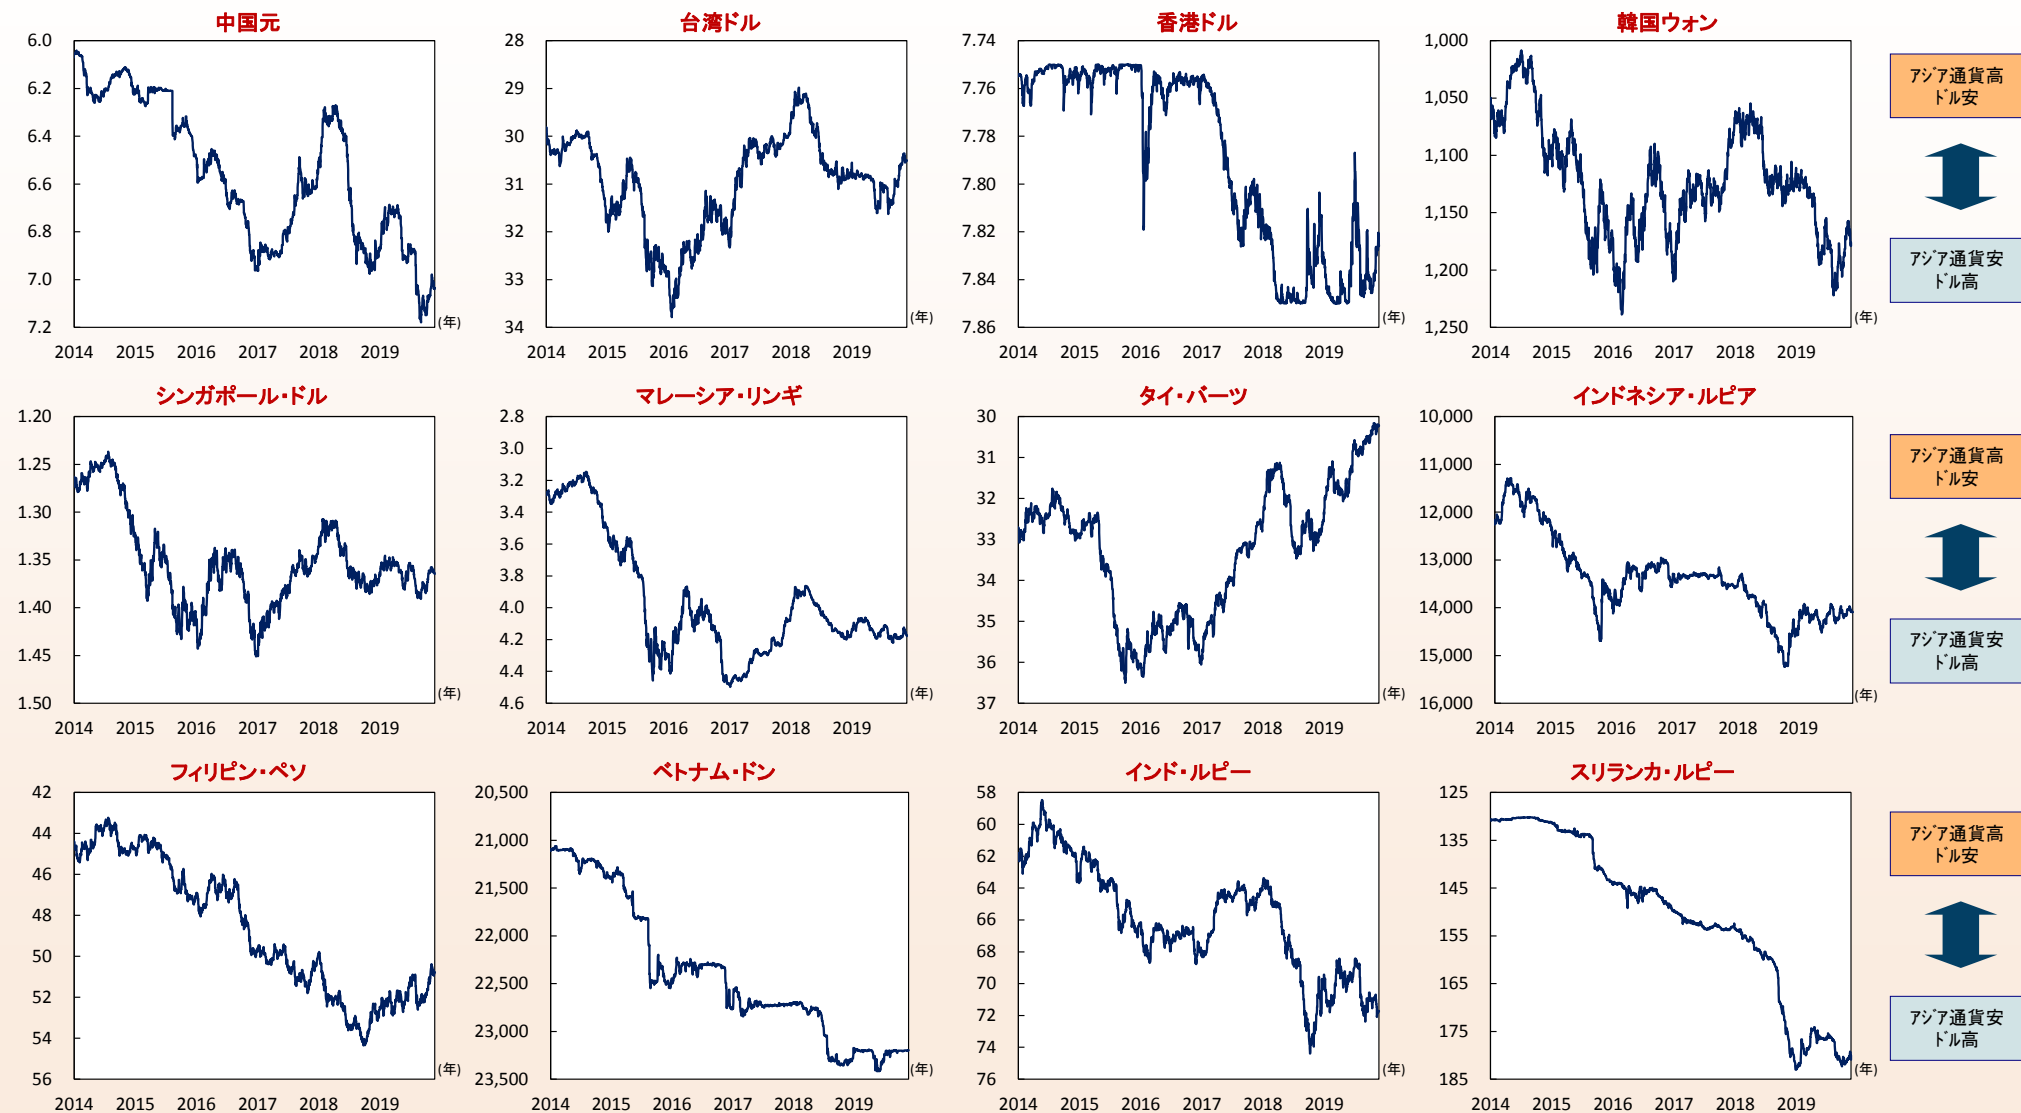 中国元
6.0
6.2
6.4
6.6
6.8
7.0
7.2
(年)
2014 2015 2016 2017 2018 2019
台湾ドル
28
29
30
31
32
33
34
(年)
2014 2015 2016 2017 2018 2019
香港ドル
7.74
7.76
7.78
7.80
7.82
7.84
7.86
(年)
2014 2015 2016 2017 2018 2019
韓国ウォン
1,000
1,050
1,100
1,150
1,200
1,250
(年)
2014 2015 2016 2017 2018 2019
アジア通貨高
ドル安
アジア通貨安
ドル高
シンガポール・ドル
1.20
1.25
1.30
1.35
1.40
1.45
1.50
(年)
2014 2015 2016 2017 2018 2019
マレーシア・リンギ
2.8
3.0
3.2
3.4
3.6
3.8
4.0
4.2
4.4
4.6
(年)
2014 2015 2016 2017 2018 2019
タイ・バーツ
30
31
32
33
34
35
36
37
(年)
2014 2015 2016 2017 2018 2019
インドネシア・ルピア
10,000
11,000
12,000
13,000
14,000
15,000
16,000
(年)
2014 2015 2016 2017 2018 2019
アジア通貨高
ドル安
アジア通貨安
ドル高
フィリピン・ペソ
42
44
46
48
50
52
54
56
(年)
2014 2015 2016 2017 2018 2019
ベトナム・ドン
20,500
21,000
21,500
22,000
22,500
23,000
23,500
(年)
2014 2015 2016 2017 2018 2019
インド・ルピー
58
60
62
64
66
68
70
72
74
76
(年)
2014 2015 2016 2017 2018 2019
スリランカ・ルピー
125
135
145
155
165
175
185
(年)
2014 2015 2016 2017 2018 2019
アジア通貨高
ドル安
アジア通貨安
ドル高